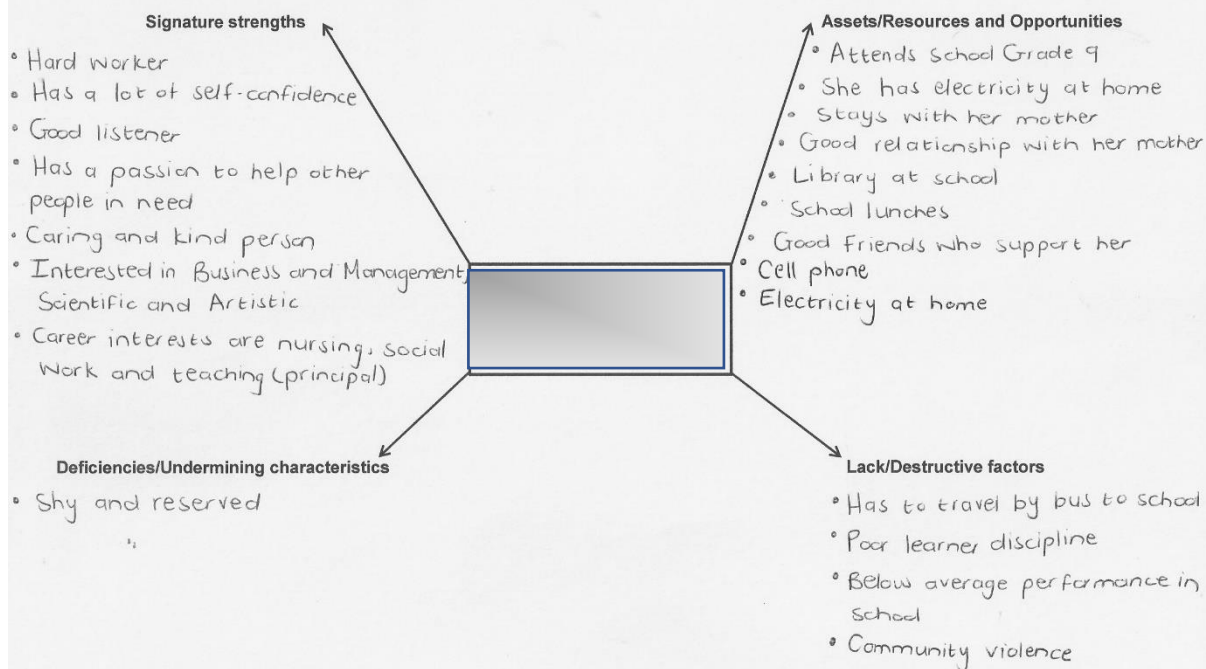 Signature strengths
• Hard worker
• Has a lot of self-confidence
• Good listener
• Has a passion to help other
people in need
• Caring and kind person
• Interested in Business and Management,
Scientific and Artistic
• Career interests are nursing, social
work and teaching (principal)
Assets/Resources and Opportunities
• Attends school Grade 9
• She has electricity at home
• Stays with her mother
• Good relationship with her mother
• Library at school
• School lunches
• Good friends who support her
• Cell phone
• Electricity at home
Deficiencies/Undermining characteristics
• Shy and reserved
Lack/Destructive factors
• Has to travel by bus to school
• Poor learner discipline
• Below average performance in
school
• Community violence